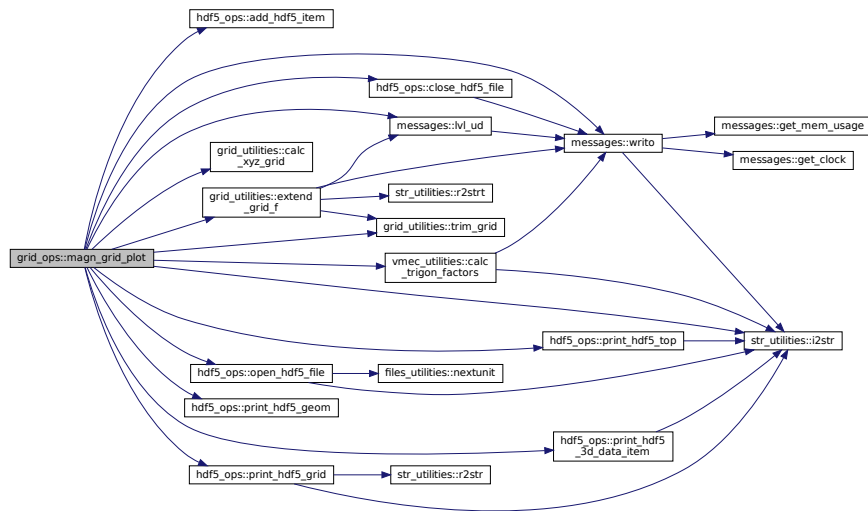 hdf5_ops::add_hdf5_item
hdf5_ops::close_hdf5_file
messages::lvl_ud
messages::writo
messages::get_mem_usage
messages::get_clock
grid_utilities::calc
_xyz_grid
grid_utilities::extend
_grid_f
str_utilities::r2strt
grid_utilities::trim_grid
grid_ops::magn_grid_plot
vmec_utilities::calc
_trigon_factors
hdf5_ops::print_hdf5_top
str_utilities::i2str
hdf5_ops::open_hdf5_file
files_utilities::nextunit
hdf5_ops::print_hdf5_geom
hdf5_ops::print_hdf5
_3d_data_item
hdf5_ops::print_hdf5_grid
str_utilities::r2str